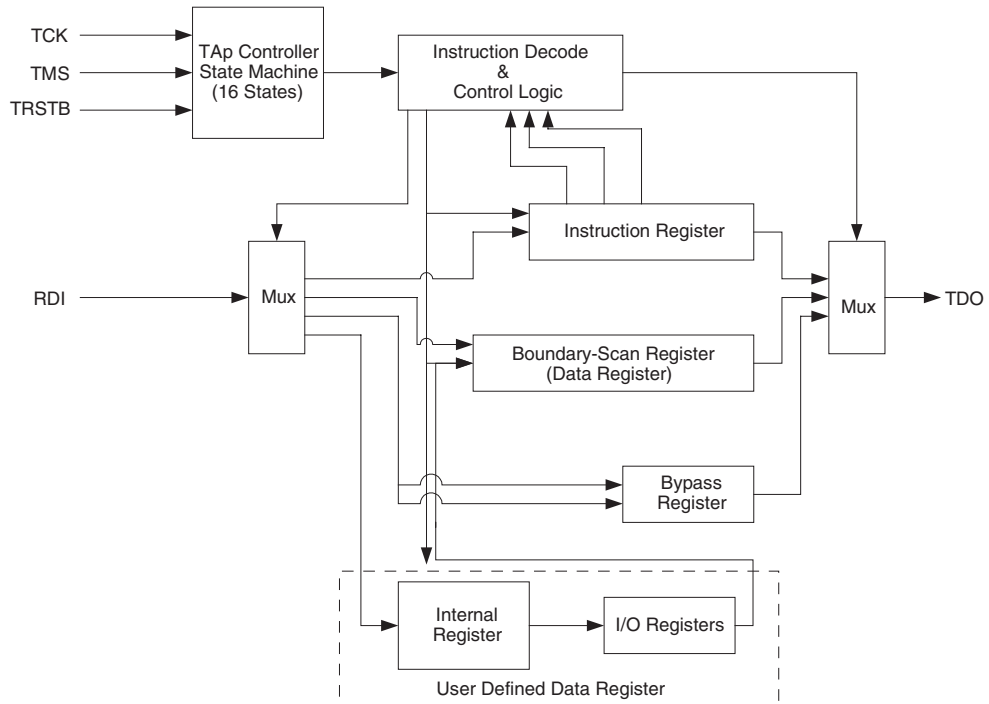 TCK
TMS
TRSTB
TAp Controller
State Machine
(16 States)
Instruction Decode
&
Control Logic
Instruction Register
RDI
Mux
Mux
TDO
Boundary-Scan Register
(Data Register)
Bypass
Register
Internal
Register
I/O Registers
User Defined Data Register